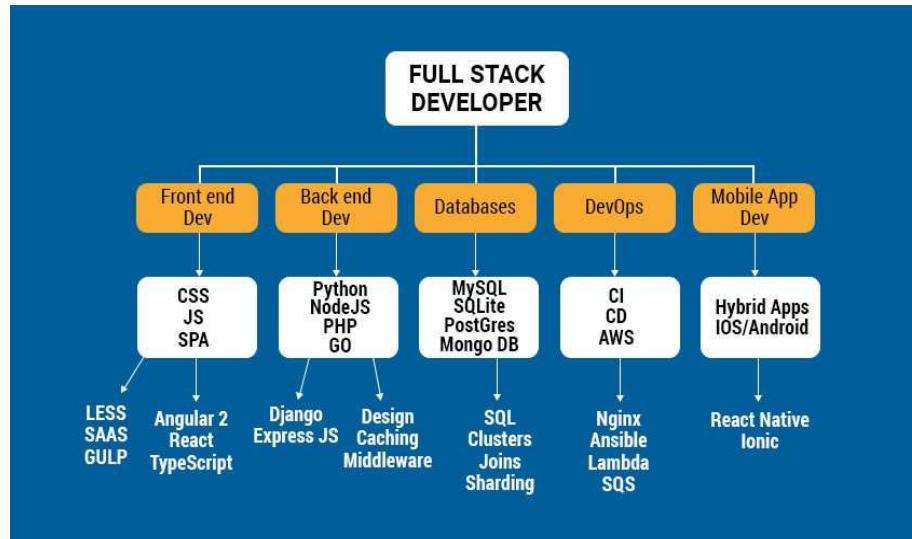 FULL STACK
DEVELOPER
Front end
Dev
Back end
Dev
Databases
DevOps
Mobile App
Dev
CSS
JS
SPA
Python
NodeJS
PHP
GO
MySQL
SQLite
PostGres
Mongo DB
CI
CD
AWS
Hybrid Apps
IOS/Android
LESS
SAAS
GULP
Angular 2
React
TypeScript
Django
Express JS
Design
Caching
Middleware
SQL
Clusters
Joins
Sharding
Nginx
Ansible
Lambda
SQS
React Native
Ionic